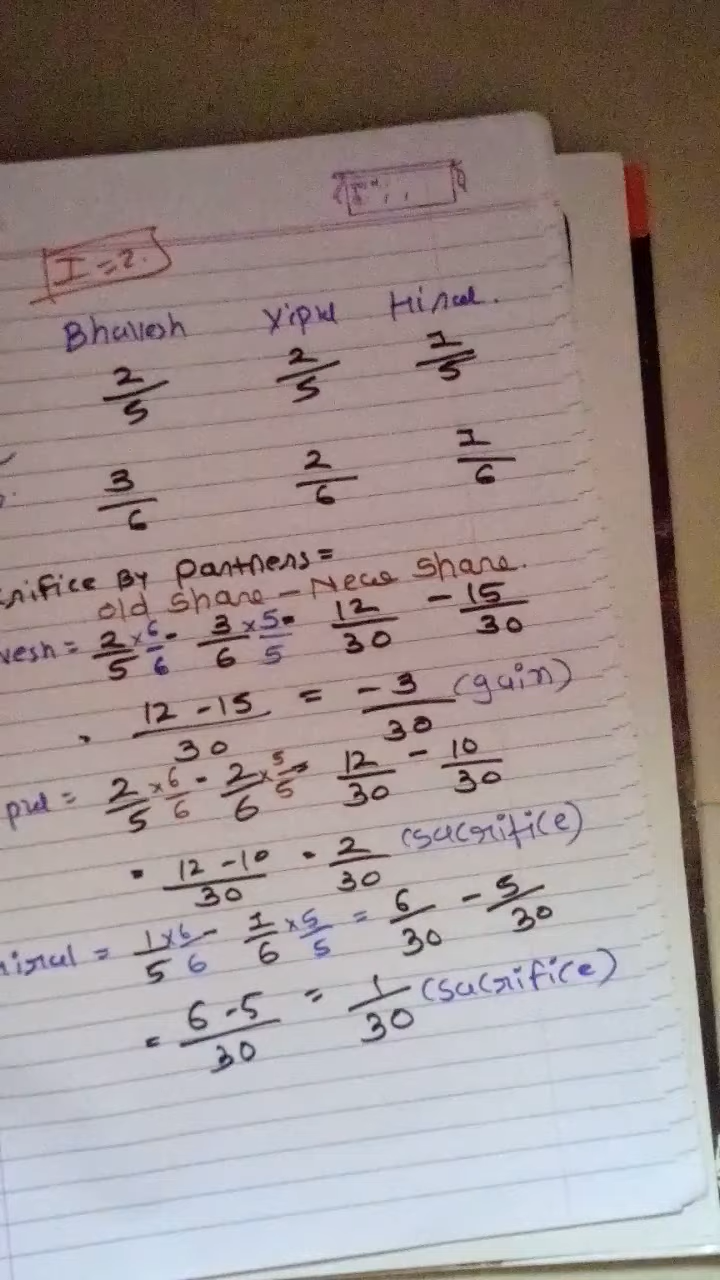 I = 2.
Bhavesh Vipul Hiral.
2/5 2/5 1/5
3/6 2/6 1/6
crifice By Partners =
old share - New share.
vesh = 2/5 × 6/6 - 3/6 × 5/5 = 12/30 - 15/30
= 12 - 15/30 = -3/30 (gain)
pul = 2/5 × 6/6 - 2/6 × 5/5 = 12/30 - 10/30
= 12 - 10/30 = 2/30 (sacrifice)
hiral = 1/5 × 6/6 - 1/6 × 5/5 = 6/30 - 5/30
= 6 - 5/30 = 1/30 (sacrifice)